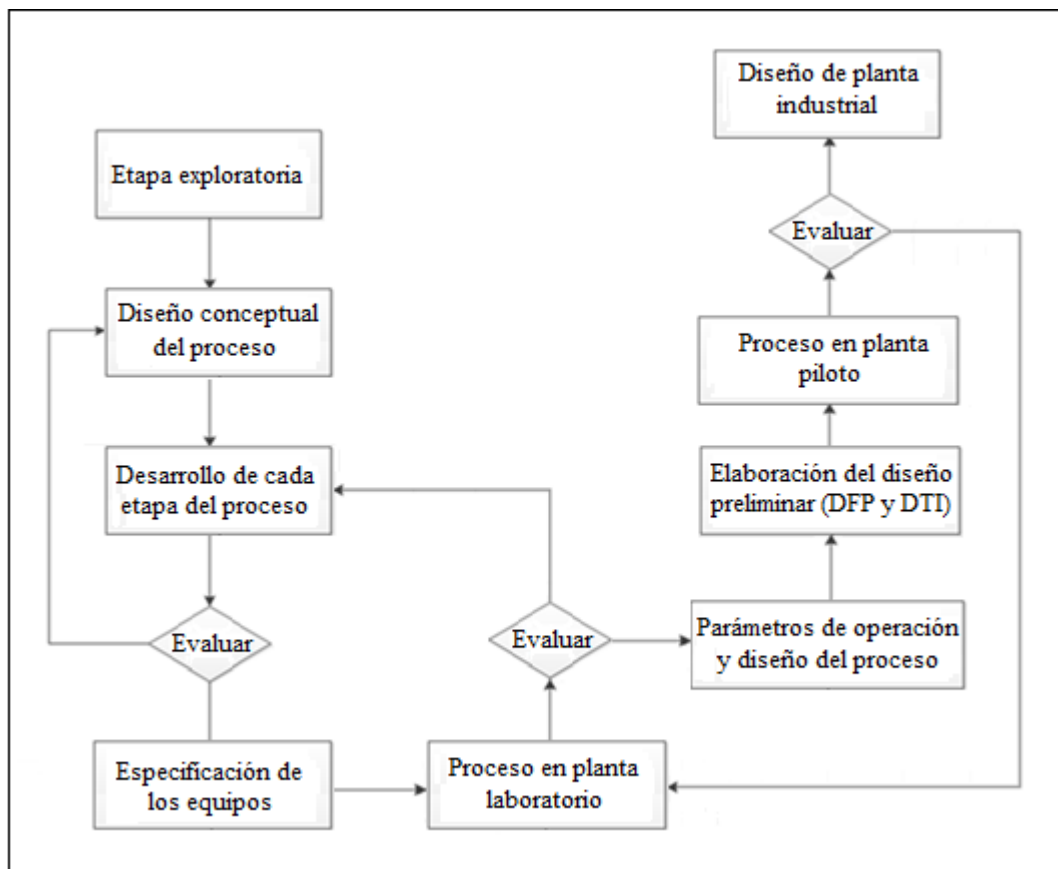 Etapa exploratoria
Diseño conceptual
del proceso
Desarrollo de cada
etapa del proceso
Evaluar
Especificación de
los equipos
Proceso en planta
laboratorio
Evaluar
Parámetros de operación
y diseño del proceso
Elaboración del diseño
preliminar (DFP y DTI)
Proceso en planta
piloto
Evaluar
Diseño de planta
industrial